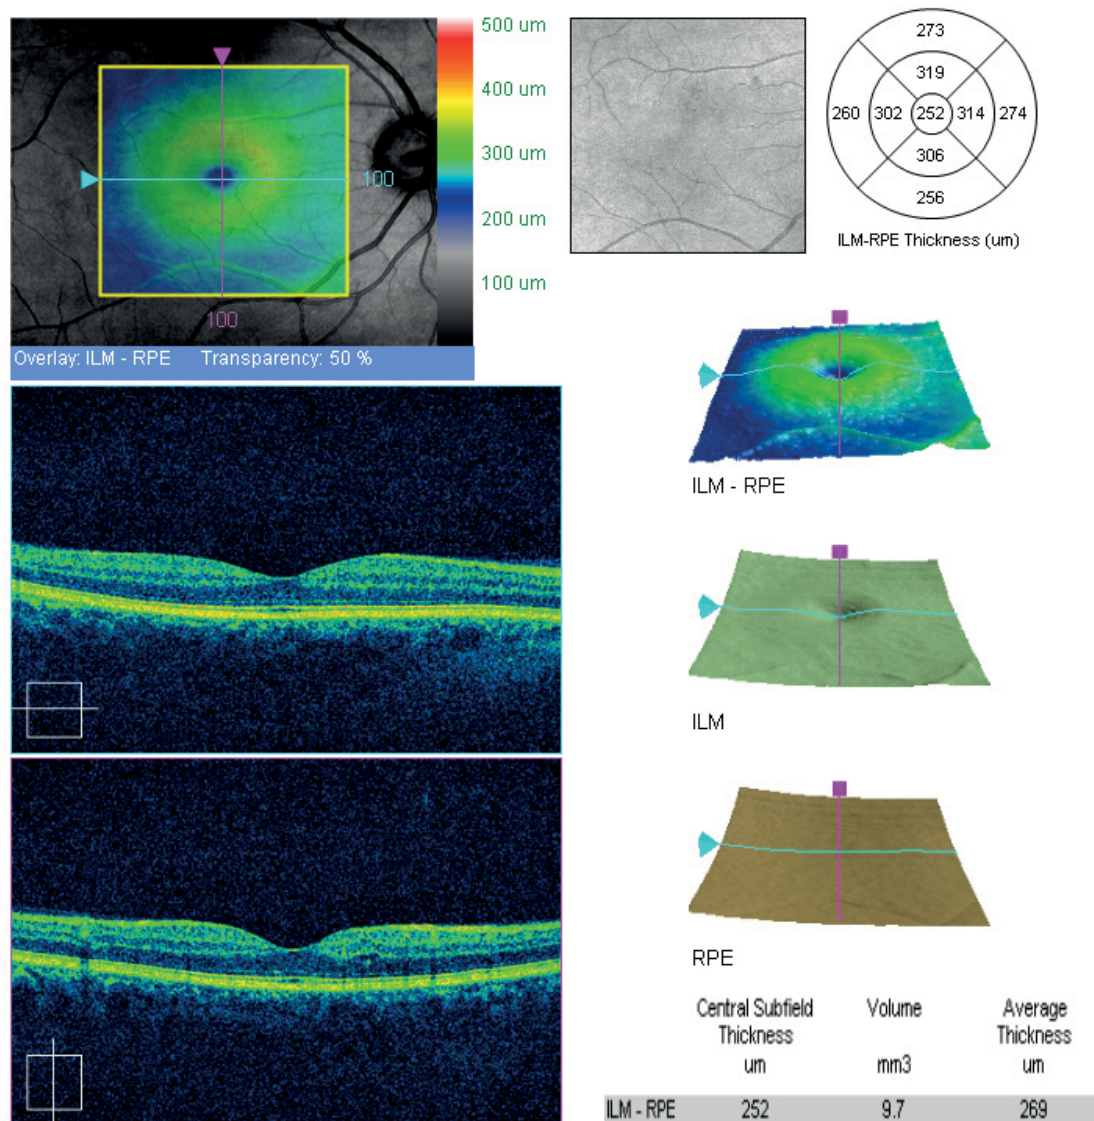 500 um
400 um
300 um
200 um
100 um
100
100
Overlay: ILM - RPE Transparency: 50 %
273
319
260 302 252 314 274
306
256
ILM-RPE Thickness (um)
ILM - RPE
ILM
RPE
Central Subfield Thickness um Volume mm3 Average Thickness um
ILM - RPE 252 9.7 269